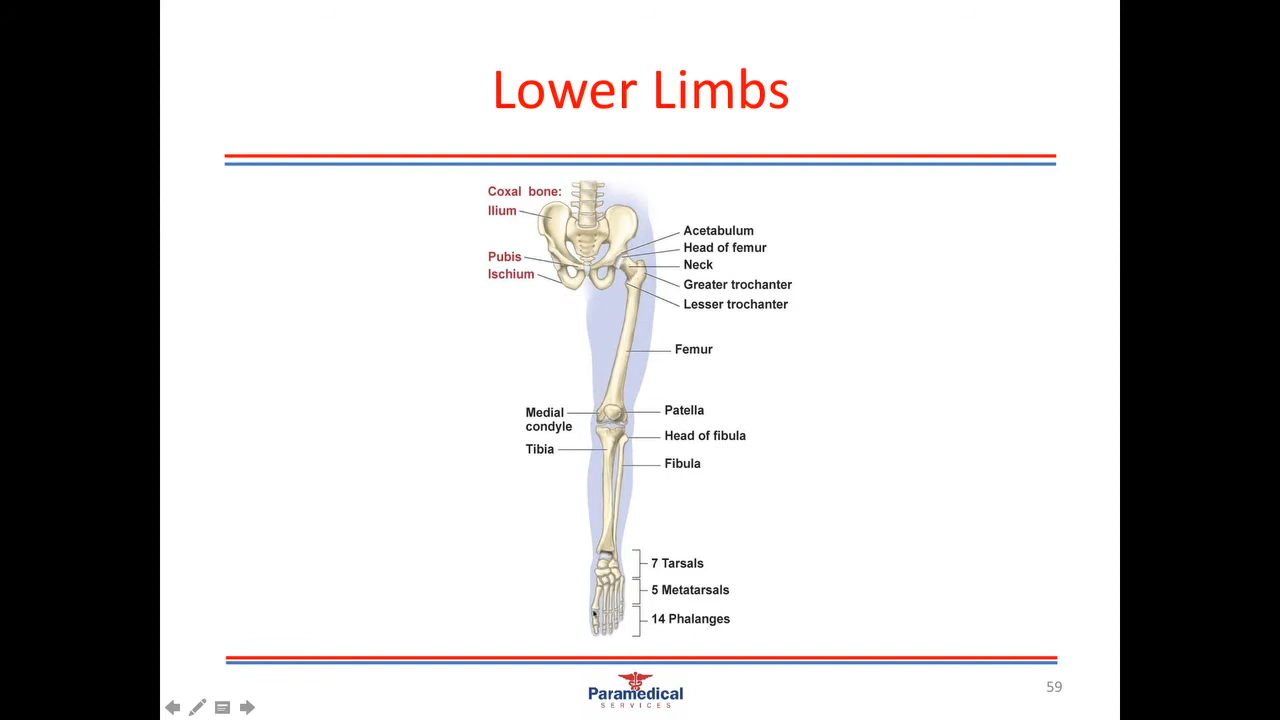 Lower Limbs
Coxal bone:
Ilium
Pubis
Ischium
Acetabulum
Head of femur
Neck
Greater trochanter
Lesser trochanter
Femur
Medial
condyle
Tibia
Patella
Head of fibula
Fibula
7 Tarsals
5 Metatarsals
14 Phalanges
Paramedical
SERVICES
59